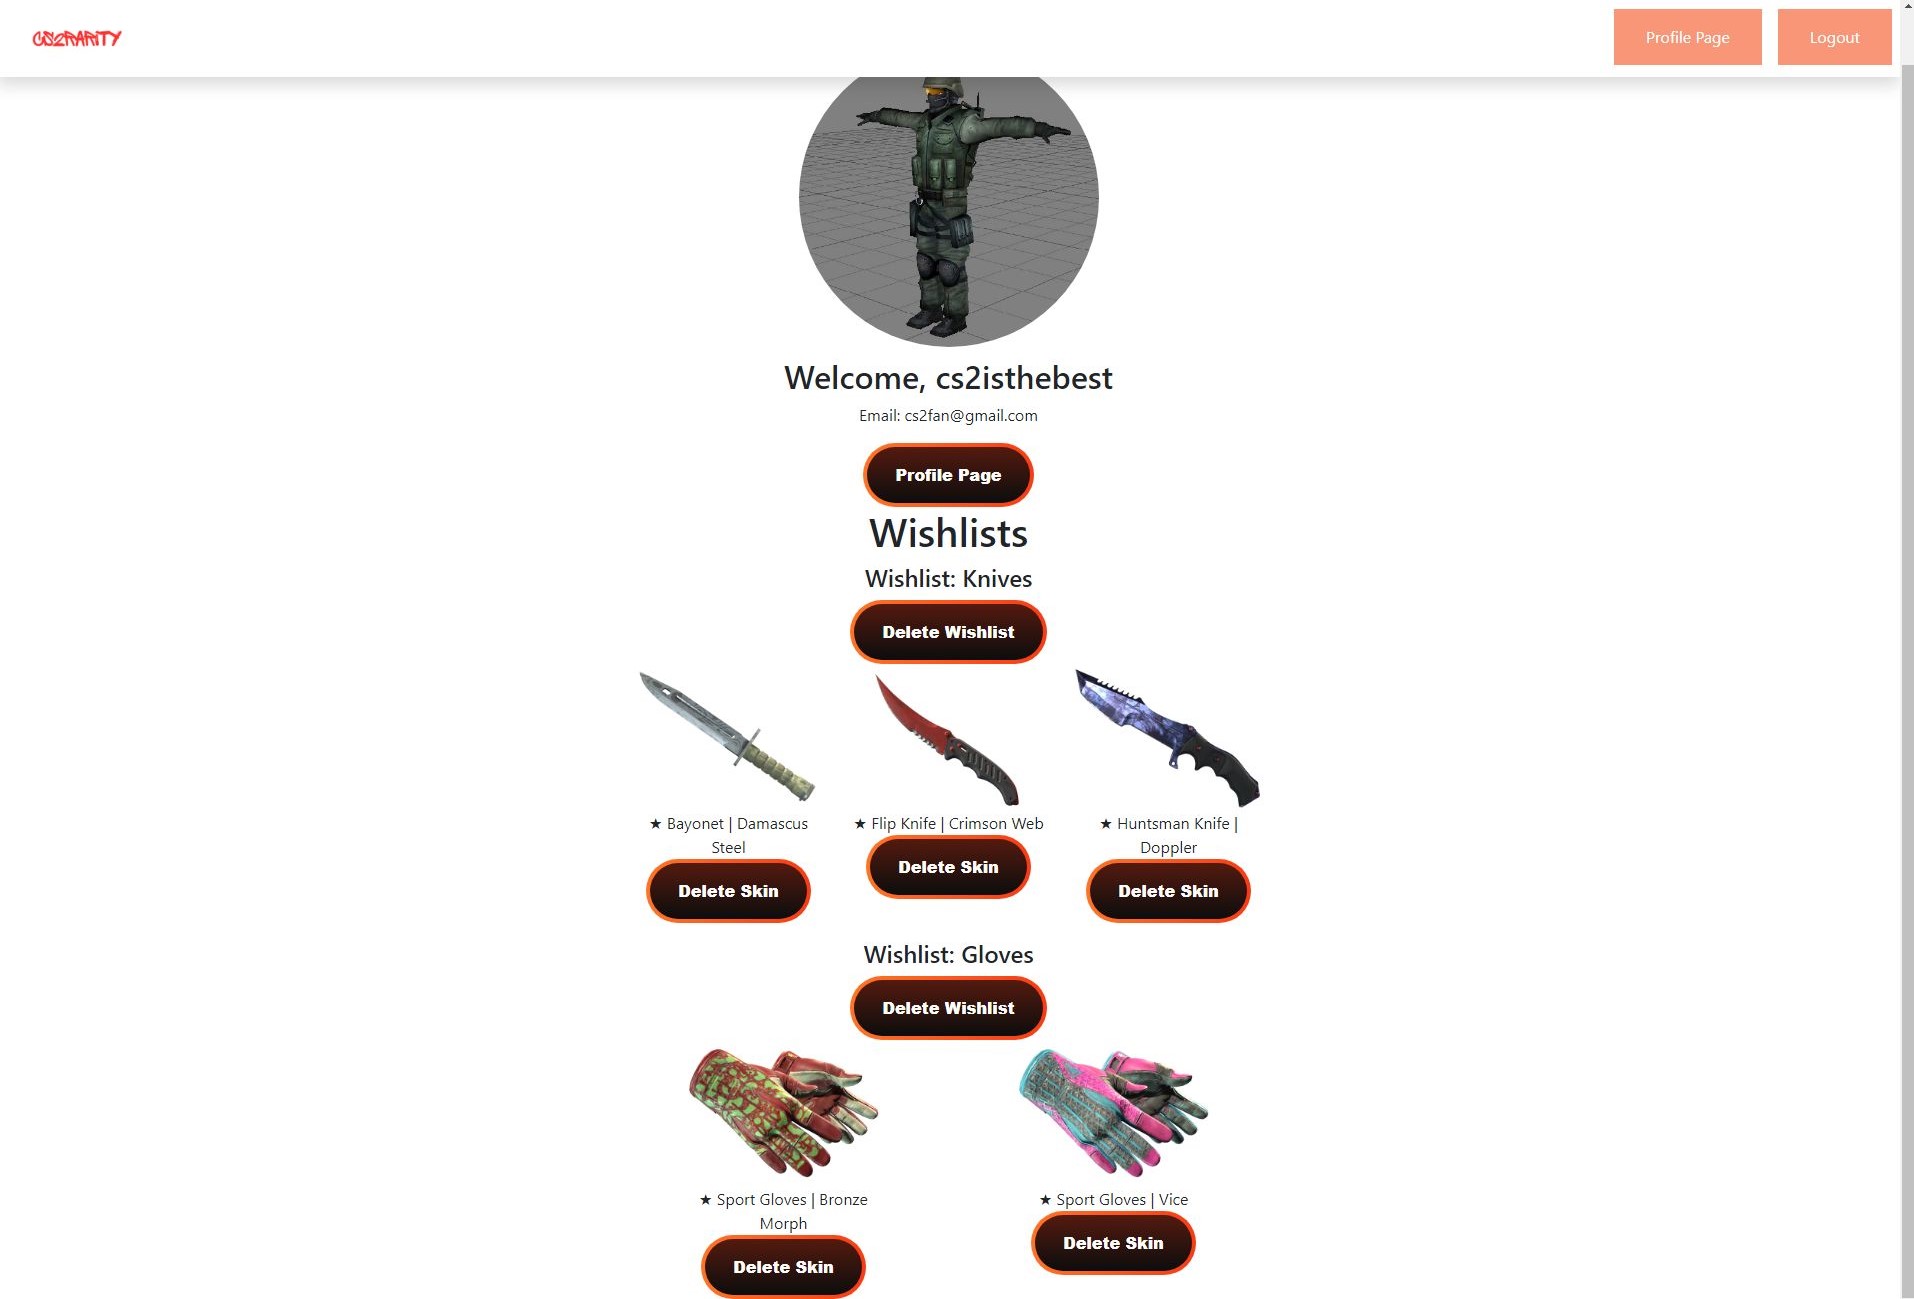 CS2RARITY
Profile Page
Logout
Welcome, cs2isthebest
Email: cs2fan@gmail.com
Profile Page
Wishlists
Wishlist: Knives
Delete Wishlist
★ Bayonet | Damascus
Steel
Delete Skin
★ Flip Knife | Crimson Web
Delete Skin
★ Huntsman Knife |
Doppler
Delete Skin
Wishlist: Gloves
Delete Wishlist
★ Sport Gloves | Bronze
Morph
Delete Skin
★ Sport Gloves | Vice
Delete Skin